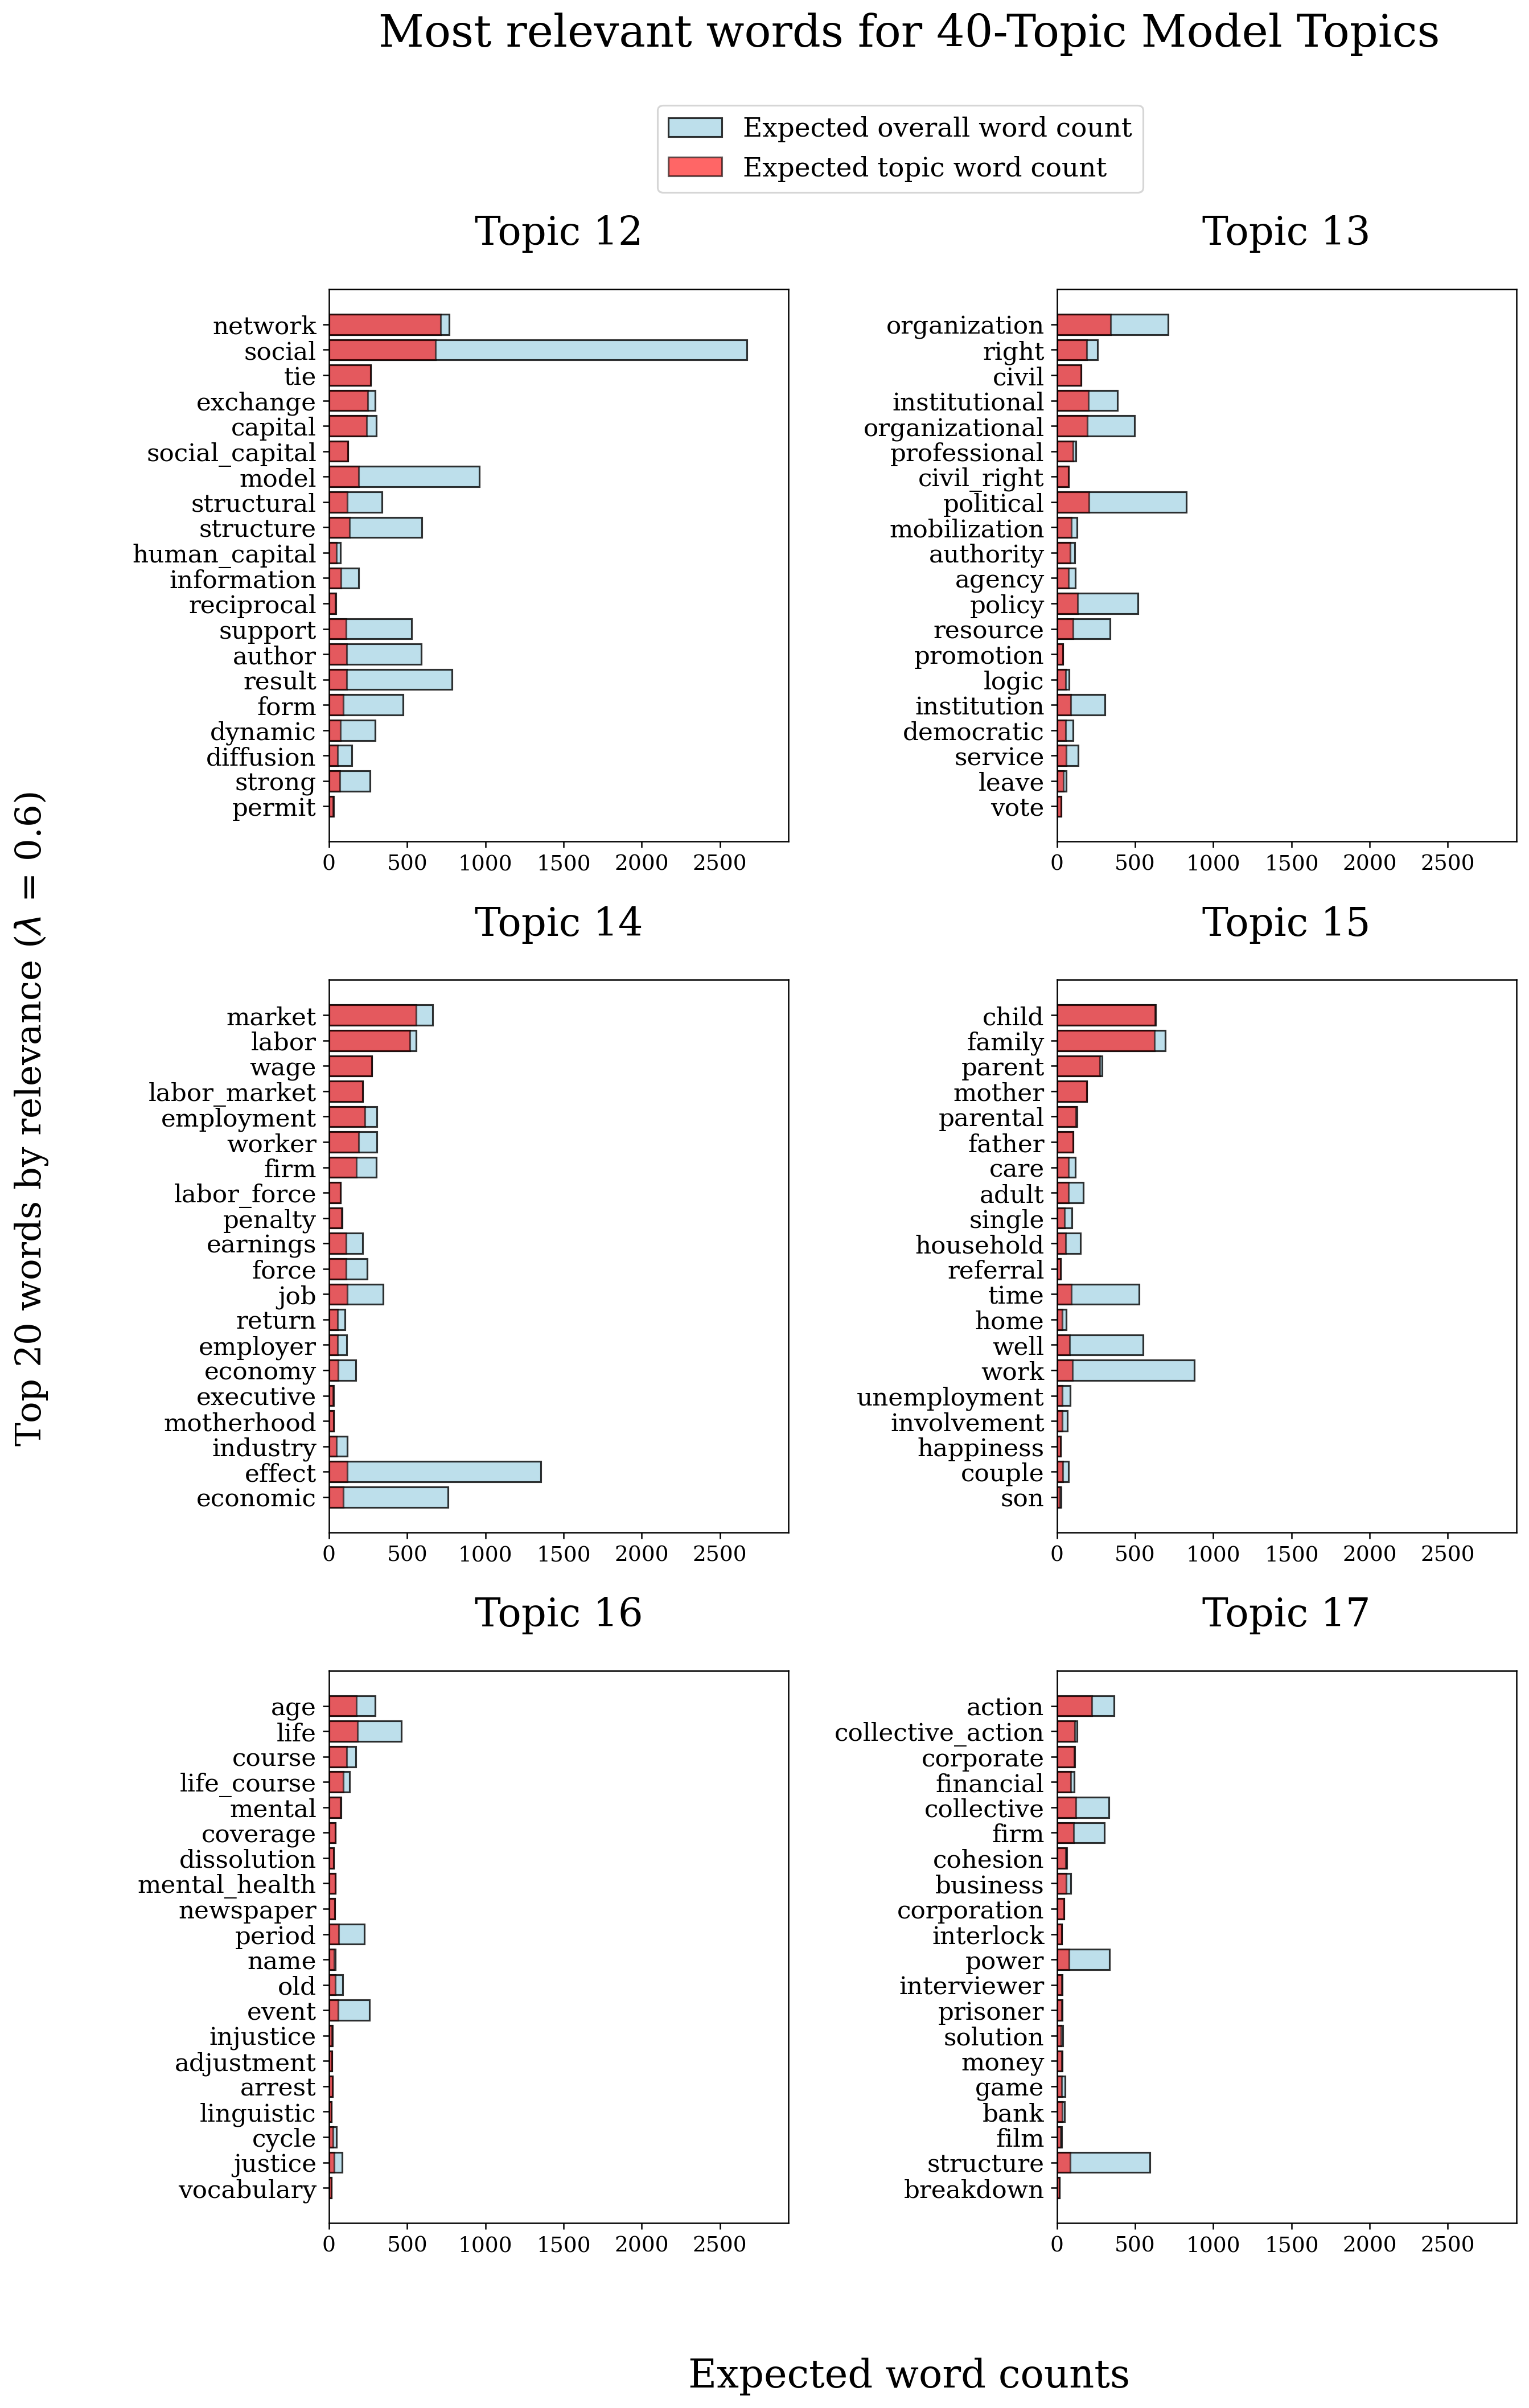 Most relevant words for 40-Topic Model Topics
Expected overall word count
Expected topic word count
Top 20 words by relevance (λ = 0.6)
Topic 12
network
social
tie
exchange
capital
social_capital
model
structural
structure
human_capital
information
reciprocal
support
author
result
form
dynamic
diffusion
strong
permit
0 500 1000 1500 2000 2500
Topic 13
organization
right
civil
institutional
organizational
professional
civil_right
political
mobilization
authority
agency
policy
resource
promotion
logic
institution
democratic
service
leave
vote
0 500 1000 1500 2000 2500
Topic 14
market
labor
wage
labor_market
employment
worker
firm
labor_force
penalty
earnings
force
job
return
employer
economy
executive
motherhood
industry
effect
economic
0 500 1000 1500 2000 2500
Topic 15
child
family
parent
mother
parental
father
care
adult
single
household
referral
time
home
well
work
unemployment
involvement
happiness
couple
son
0 500 1000 1500 2000 2500
Topic 16
age
life
course
life_course
mental
coverage
dissolution
mental_health
newspaper
period
name
old
event
injustice
adjustment
arrest
linguistic
cycle
justice
vocabulary
0 500 1000 1500 2000 2500
Topic 17
action
collective_action
corporate
financial
collective
firm
cohesion
business
corporation
interlock
power
interviewer
prisoner
solution
money
game
bank
film
structure
breakdown
0 500 1000 1500 2000 2500
Expected word counts